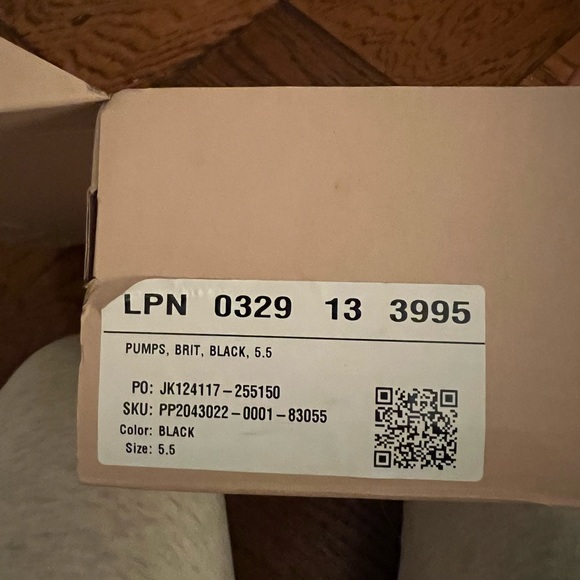 LPN 0329 13 3995
PUMPS, BRIT, BLACK, 5.5
PO: JK124117-255150
SKU: PP2043022-0001-83055
Color: BLACK
Size: 5.5